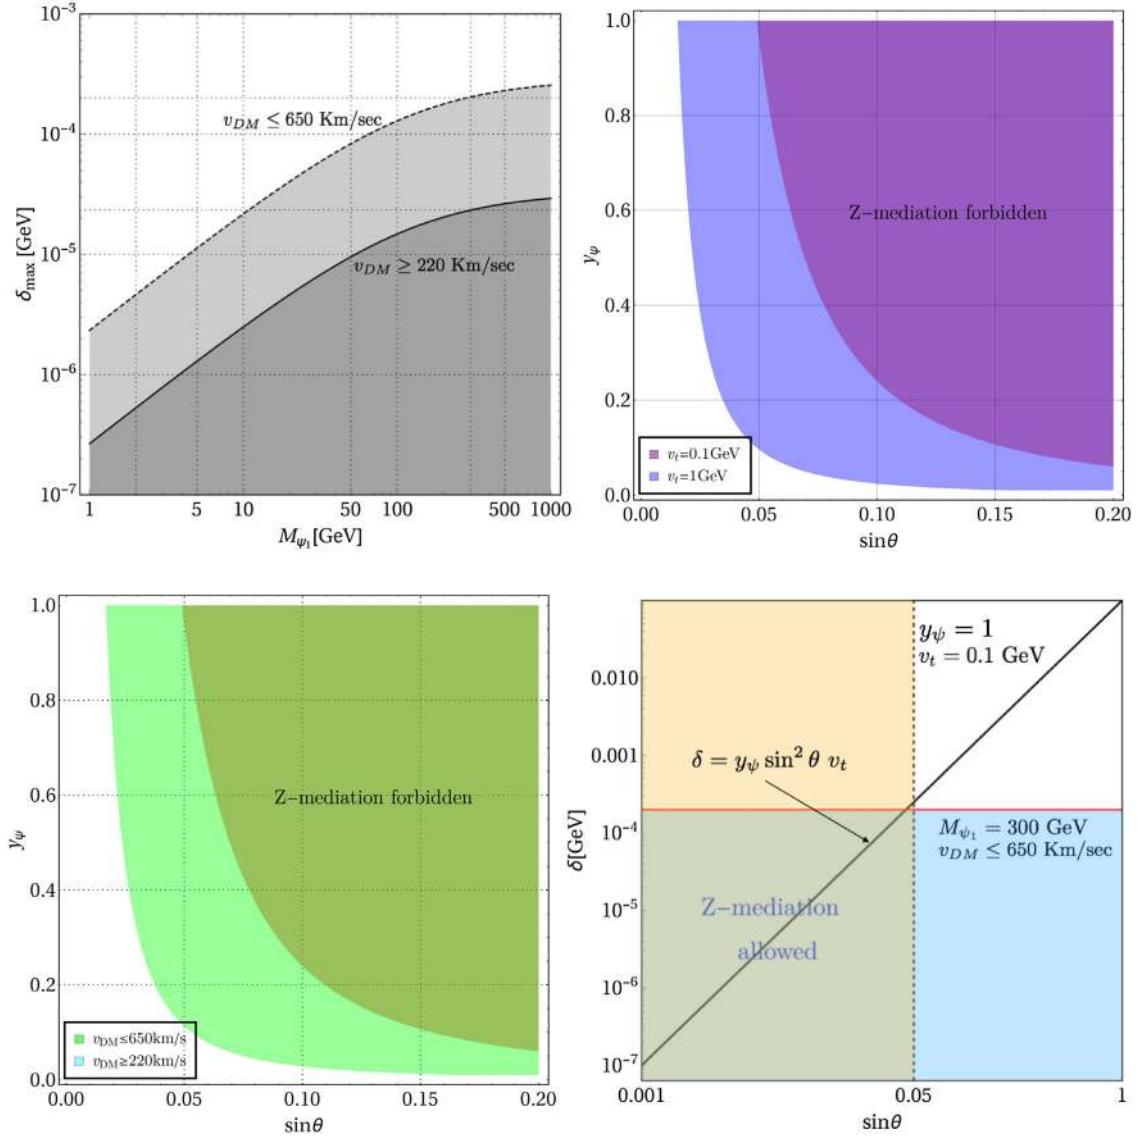 10⁻³
10⁻⁴
10⁻⁵
10⁻⁶
10⁻⁷
δmax [GeV]
v_DM ≤ 650 Km/sec
v_DM ≥ 220 Km/sec
1 5 10 50 100 500 1000
M_ψ₁[GeV]
1.0
0.8
0.6
0.4
0.2
0.0
y_ψ
Z-mediation forbidden
v_t=0.1GeV
v_t=1GeV
0.00 0.05 0.10 0.15 0.20
sinθ
1.0
0.8
0.6
0.4
0.2
0.0
y_ψ
Z-mediation forbidden
v_DM≤650km/s
v_DM≥220km/s
0.00 0.05 0.10 0.15 0.20
sinθ
0.010
0.001
10⁻⁴
10⁻⁵
10⁻⁶
10⁻⁷
δ[GeV]
y_ψ = 1
v_t = 0.1 GeV
δ = y_ψ sin² θ v_t
M_ψ₁ = 300 GeV
v_DM ≤ 650 Km/sec
Z-mediation
allowed
0.001 0.05 1
sinθ